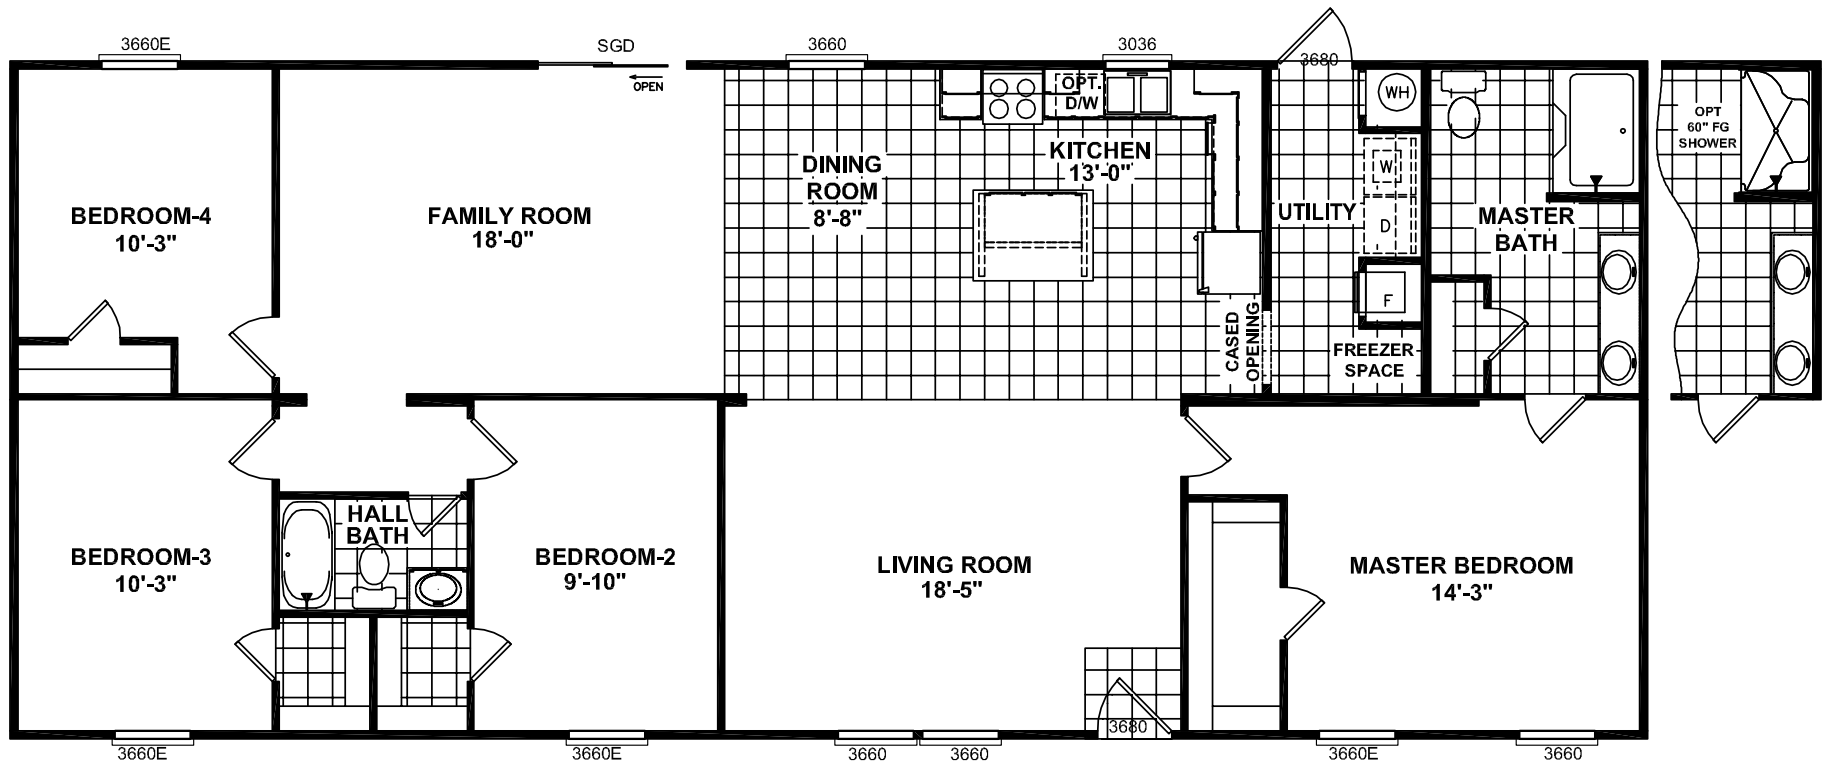 3660E
SGD
OPEN
3660
3036
3680
OPT.
D/W
WH
OPT
60" FG
SHOWER
BEDROOM-4
10'-3"
FAMILY ROOM
18'-0"
DINING
ROOM
8'-8"
KITCHEN
13'-0"
W
D
UTILITY
MASTER
BATH
F
FREEZER
SPACE
CASED
OPENING
HALL
BATH
BEDROOM-3
10'-3"
BEDROOM-2
9'-10"
LIVING ROOM
18'-5"
MASTER BEDROOM
14'-3"
3660E
3660E
3660
3660
3680
3660E
3660